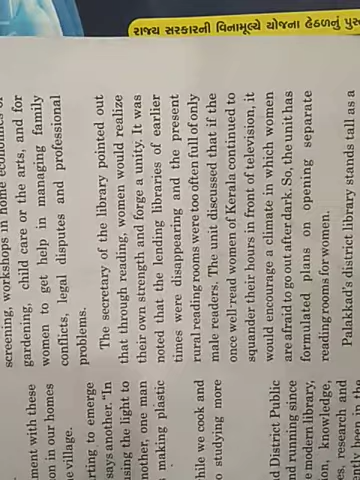 રાજ્ય સરકારની વિનામૂલ્યે યોજના હેઠળનું પુસ
screening, workshops in home economics or
gardening, child care or the arts, and for
women to get help in managing family
conflicts, legal disputes and professional
problems.
The secretary of the library pointed out
that through reading, women would realize
their own strength and forge a unity. It was
noted that the lending libraries of earlier
times were disappearing and the present
rural reading rooms were too often full of only
male readers. The unit discussed that if the
once well-read women of Kerala continued to
squander their hours in front of television, it
would encourage a climate in which women
are afraid to go out after dark. So, the unit has
formulated plans on opening separate
reading rooms for women.
Palakkad's district library stands tall as a
ment with these
on in our homes
e village.
rting to emerge
says another. "In
using the light to
nother, one man
making plastic
hile we cook and
o studying more
d District Public
nd running since
e modern library,
on, knowledge,
es, research and
tly been in the